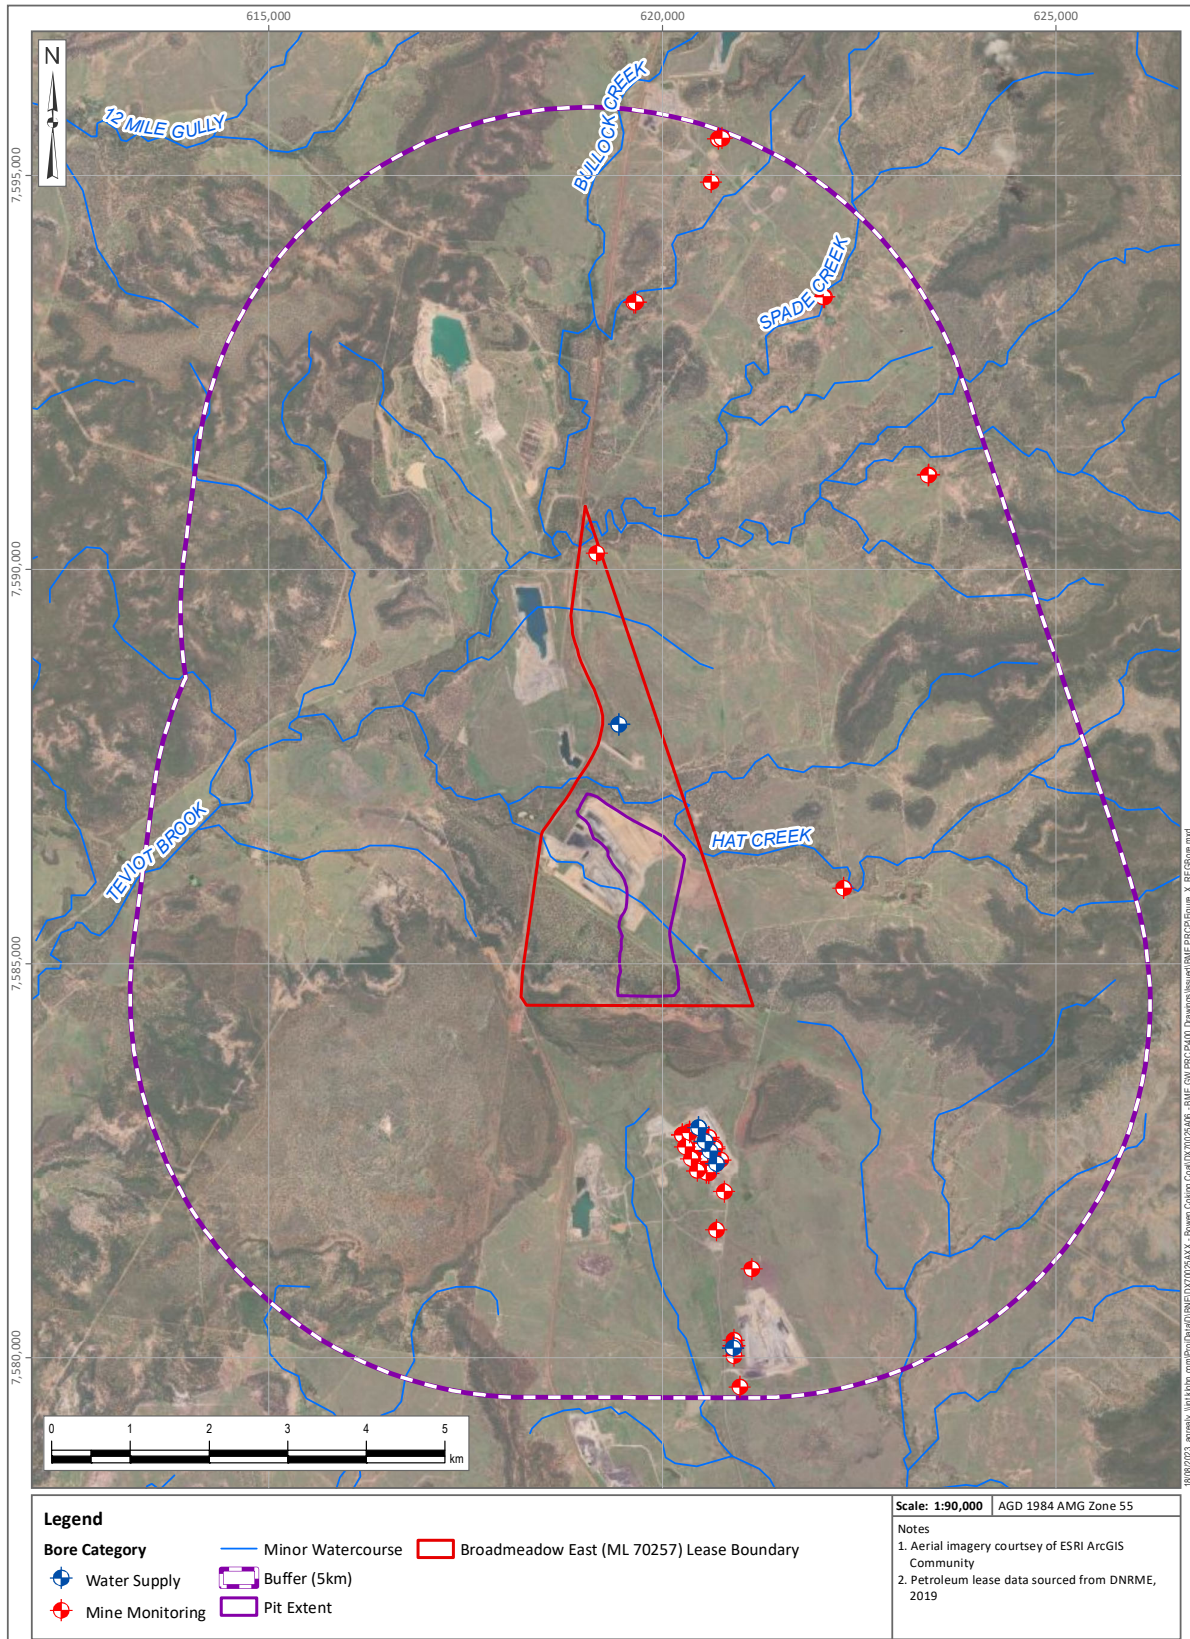 615,000
620,000
625,000
N
12 MILE GULLY
BULLOCK CREEK
7,595,000
SPADE CREEK
7,590,000
TEVIOT BROOK
HAT CREEK
7,585,000
7,580,000
0 1 2 3 4 5
km
Legend
Bore Category
Water Supply
Mine Monitoring
Minor Watercourse
Buffer (5km)
Pit Extent
Broadmeadow East (ML 70257) Lease Boundary
Scale: 1:90,000
AGD 1984 AMG Zone 55
Notes
1. Aerial imagery courtsey of ESRI ArcGIS
Community
2. Petroleum lease data sourced from DNRME,
2019